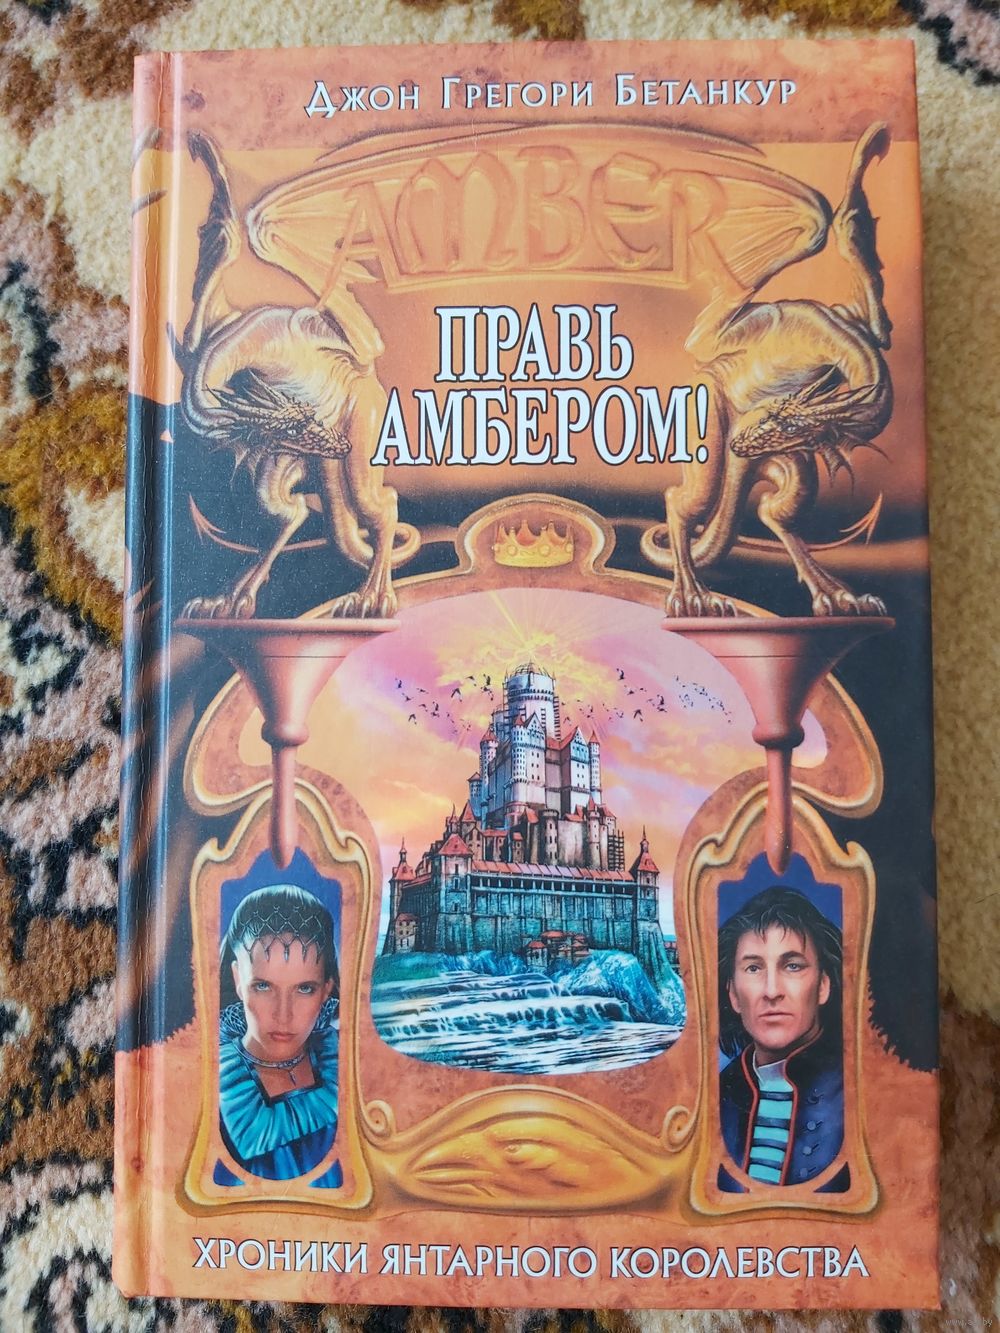 Джон Грегори Бетанкур
AMBER
ПРАВЬ
АМБЕРОМ!
ХРОНИКИ ЯНТАРНОГО КОРОЛЕВСТВА